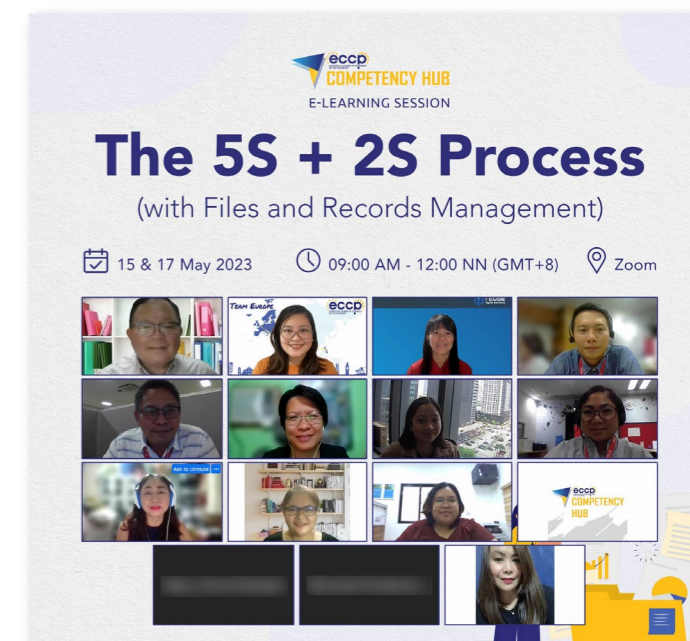 eccp
COMPETENCY HUB
E-LEARNING SESSION
The 5S + 2S Process
(with Files and Records Management)
15 & 17 May 2023
09:00 AM - 12:00 NN (GMT+8)
Zoom
TEAM EUROPE
eccp
Ask to Unmute
eccp
COMPETENCY
HUB